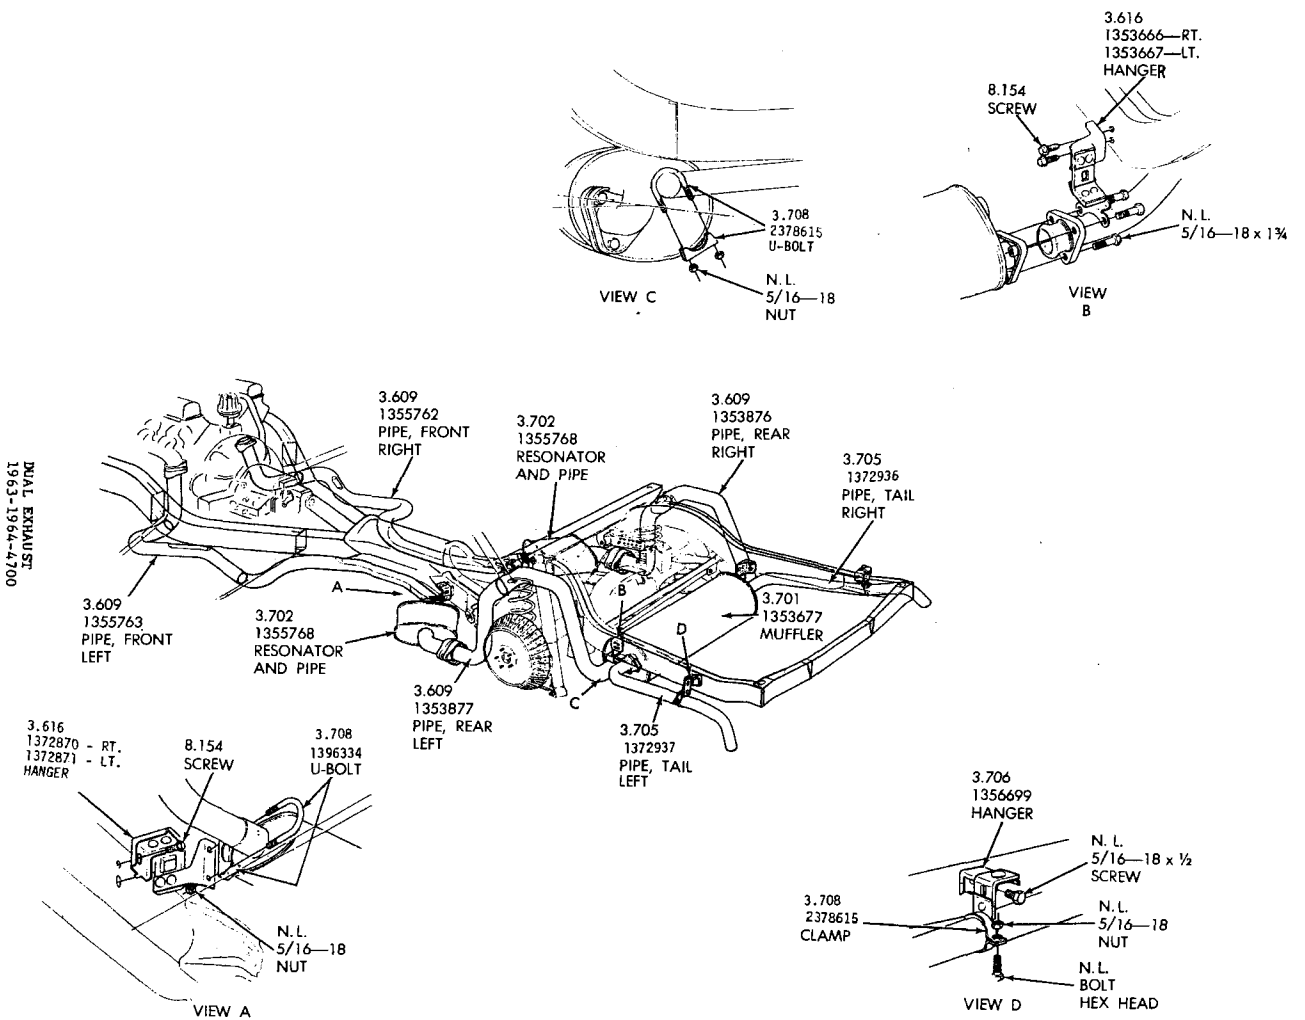 3.616
1353666—RT.
1353667—LT.
HANGER
8.154
SCREW
3.708
2378615
U-BOLT
N.L.
5/16—18 x 1¾
N.L.
5/16—18
NUT
VIEW C
VIEW
B
3.609
1355762
PIPE, FRONT
RIGHT
3.702
1355768
RESONATOR
AND PIPE
3.609
1353876
PIPE, REAR
RIGHT
3.705
1372936
PIPE, TAIL
RIGHT
DUAL EXHAUST
1963-1964-4700
A
B
3.701
1353677
MUFFLER
D
C
3.609
1355763
PIPE, FRONT
LEFT
3.702
1355768
RESONATOR
AND PIPE
3.609
1353877
PIPE, REAR
LEFT
3.705
1372937
PIPE, TAIL
LEFT
3.616
1372870 - RT.
1372871 - LT.
HANGER
8.154
SCREW
3.708
1396334
U-BOLT
N.L.
5/16—18
NUT
VIEW A
3.706
1356699
HANGER
N.L.
5/16—18 x ½
SCREW
3.708
2378615
CLAMP
N.L.
5/16—18
NUT
N.L.
BOLT
HEX HEAD
VIEW D